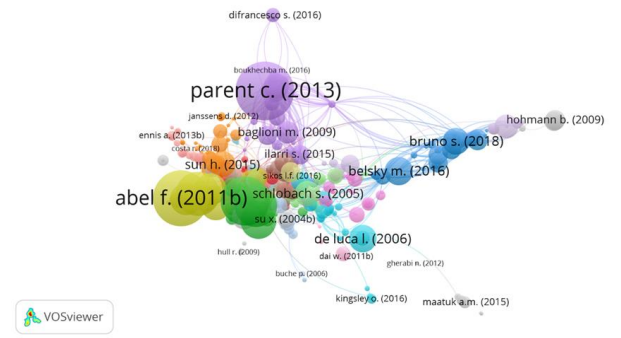 difrancesco s. (2016)
boukhechba m. (2016)
parent c. (2013)
janssens d. (2012)
hohmann b. (2009)
ennis a. (2013b)
baglioni m. (2009)
bruno s. (2018)
costa r. (2018)
ilarri s. (2015)
sun h. (2015)
belsky m. (2016)
sikos l.f. (2016)
abel f. (2011b)
schlobach s. (2005)
su x. (2004b)
de luca l. (2006)
hull r. (2009)
dai w. (2011b)
gherabi n. (2012)
buche p. (2006)
kingsley o. (2016)
maatuk a.m. (2015)
VOSviewer